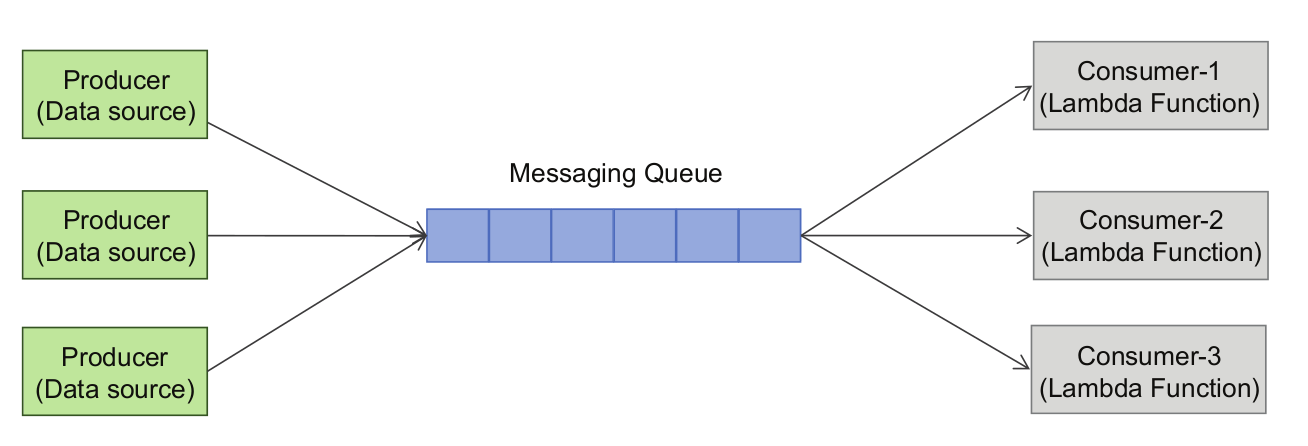 Producer
(Data source)
Producer
(Data source)
Producer
(Data source)
Messaging Queue
Consumer-1
(Lambda Function)
Consumer-2
(Lambda Function)
Consumer-3
(Lambda Function)